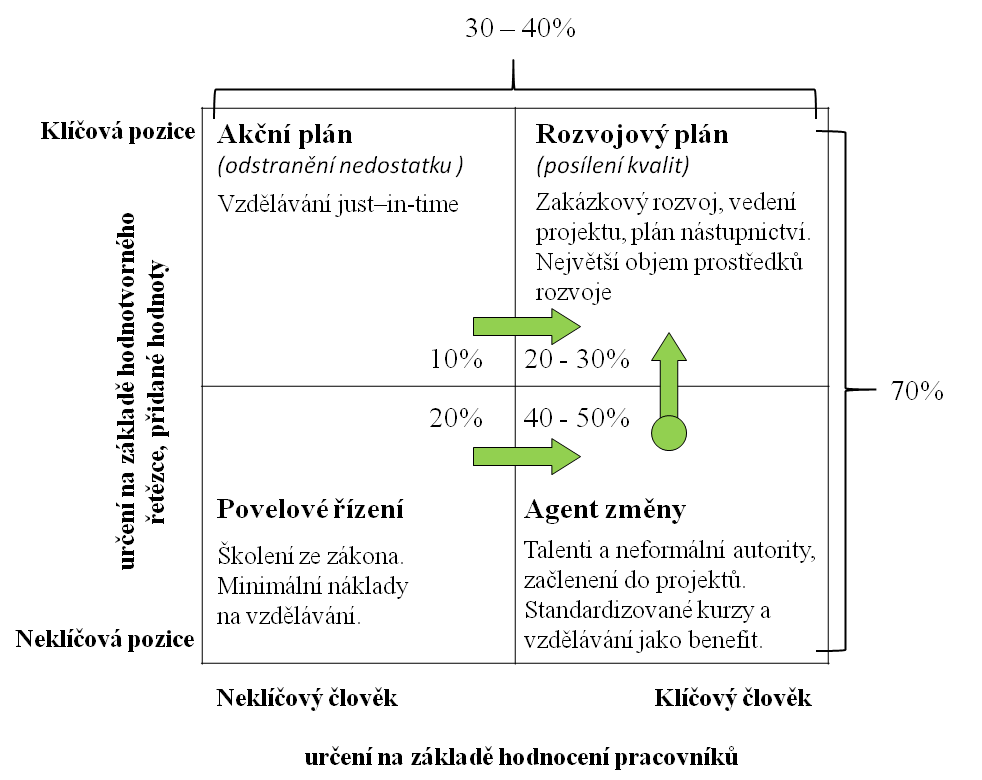 30 – 40%
Klíčová pozice
Akční plán
(odstranění nedostatku )
Vzdělávání just–in-time
Rozvojový plán
(posílení kvalit)
Zakázkový rozvoj, vedení
projektu, plán nástupnictví.
Největší objem prostředků
rozvoje
určení na základě hodnotvorného
řetězce, přidané hodnoty
10%
20 - 30%
70%
20%
40 - 50%
Povelové řízení
Školení ze zákona.
Minimální náklady
na vzdělávání.
Agent změny
Talenti a neformální autority,
začlenení do projektů.
Standardizované kurzy a
vzdělávání jako benefit.
Neklíčová pozice
Neklíčový člověk
Klíčový člověk
určení na základě hodnocení pracovníků